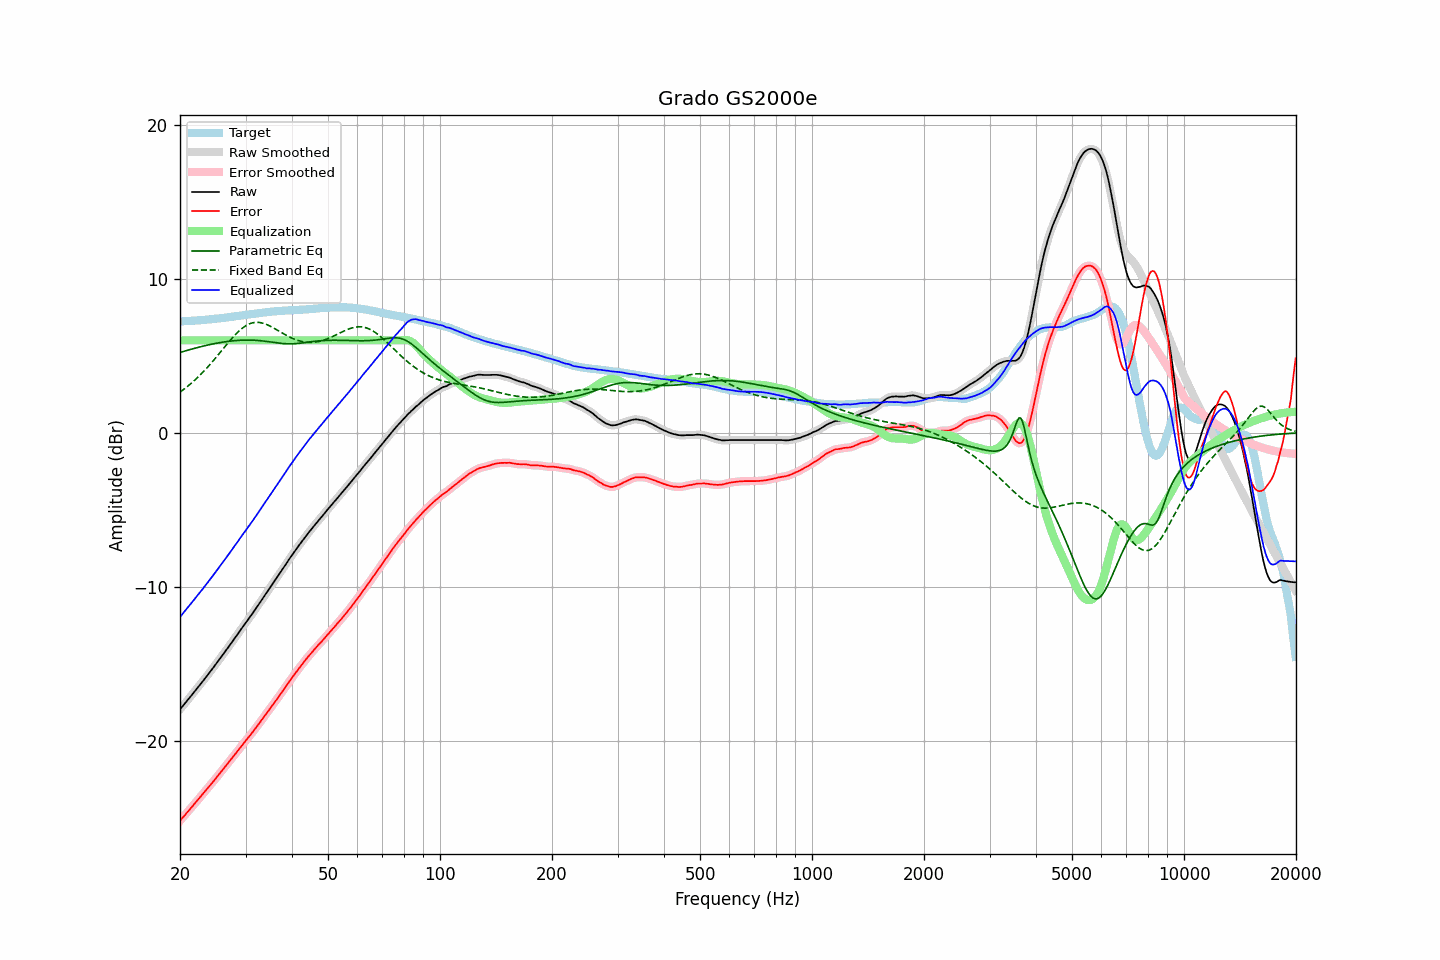 Grado GS2000e
Target
Raw Smoothed
Error Smoothed
Raw
Error
Equalization
Parametric Eq
Fixed Band Eq
Equalized
20
10
0
−10
−20
Amplitude (dBr)
20
50
100
200
500
1000
2000
5000
10000
20000
Frequency (Hz)